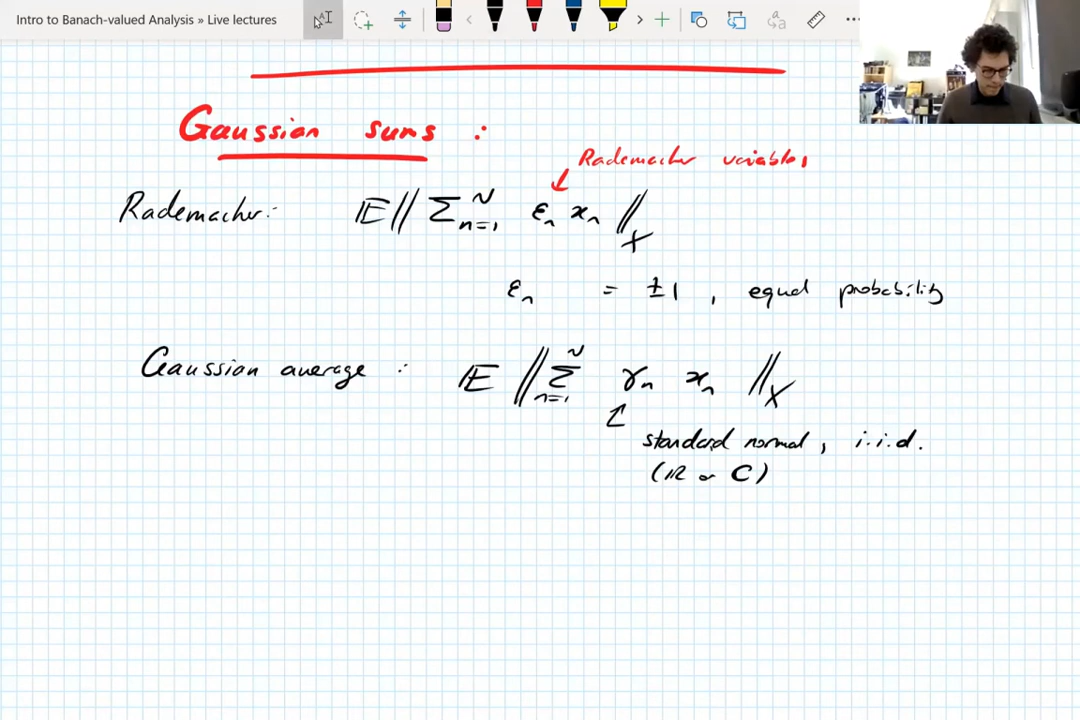 Intro to Banach-valued Analysis » Live lectures
Gaussian sums :
Rademacher variables
Rademacher: 𝔼 ‖ Σ_{n=1}^N ε_n x_n ‖_X
ε_n = ±1 , equal probability
Gaussian average : 𝔼 ‖ Σ_{n=1}^N γ_n x_n ‖_X
standard normal, i.i.d.
(ℝ or ℂ)